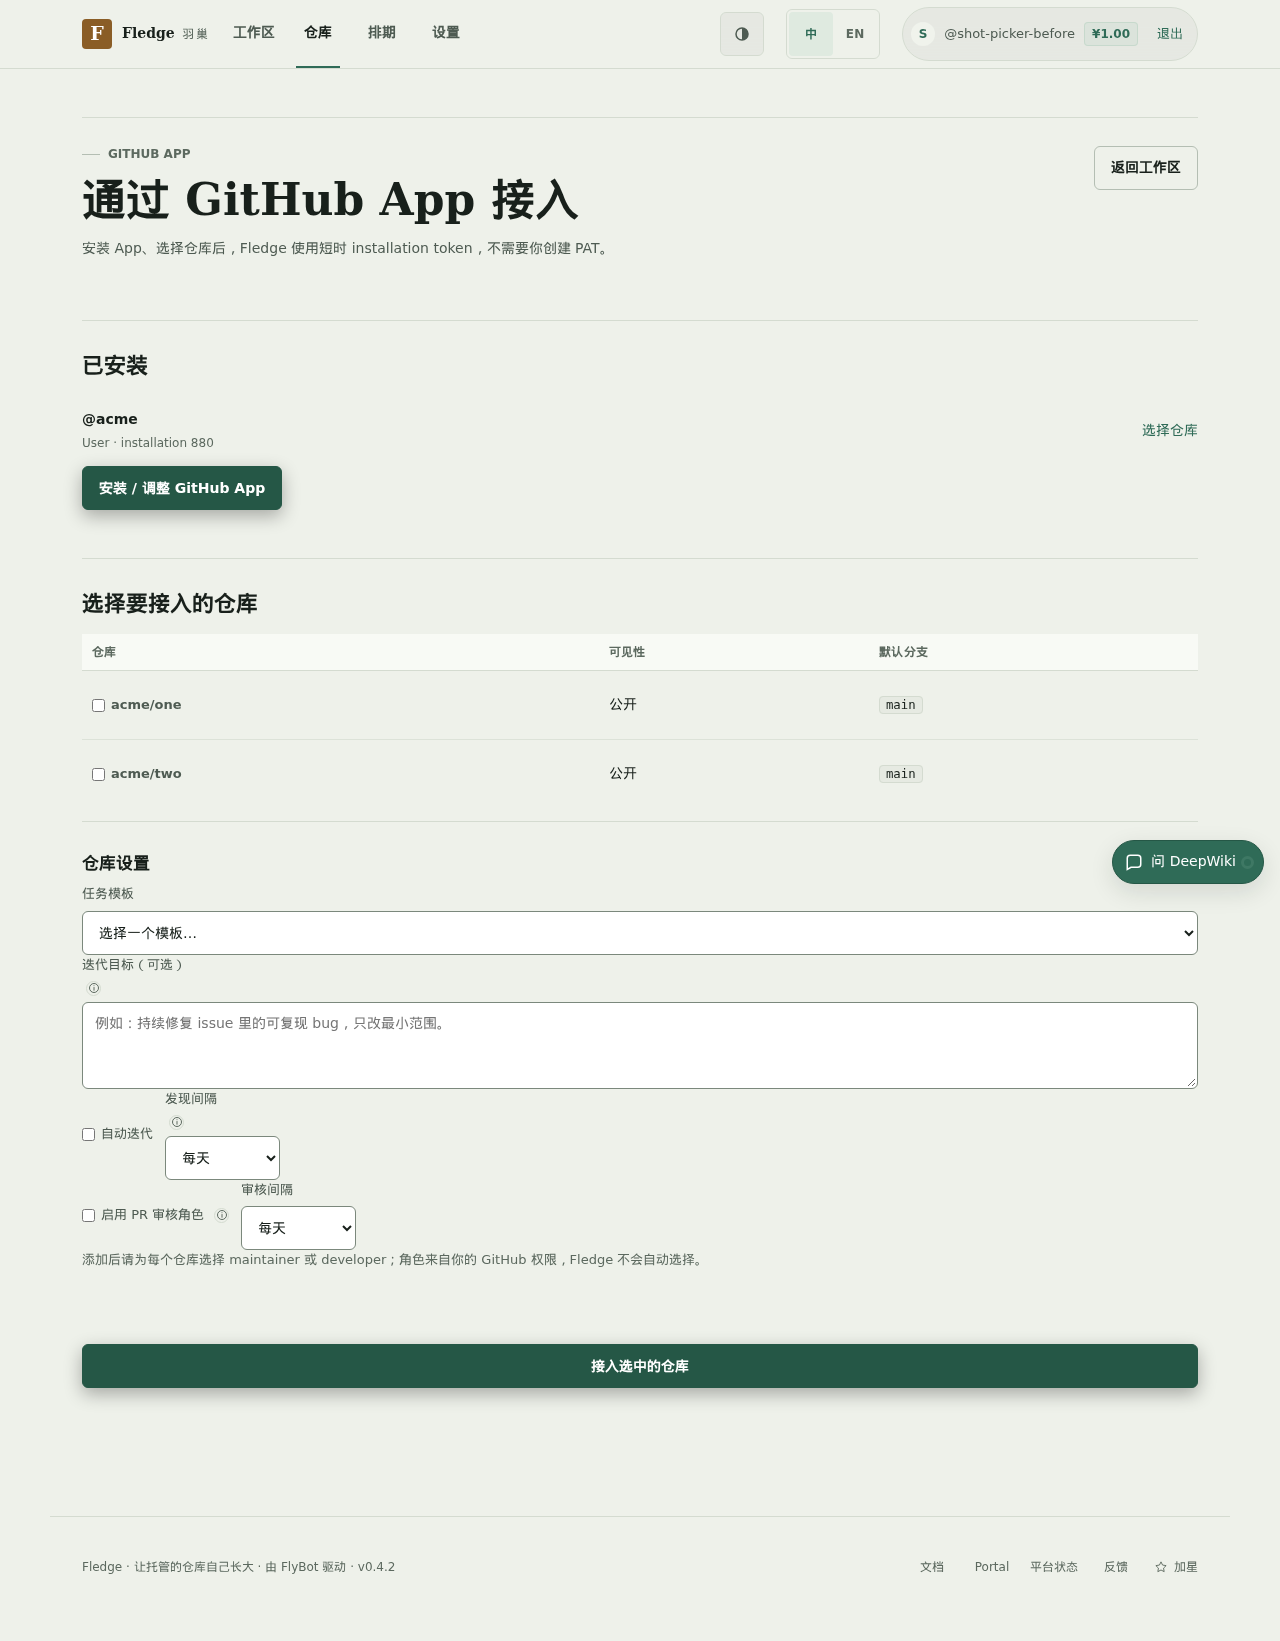 F Fledge 羽巢 工作区 仓库 排期 设置 中 EN S @shot-picker-before ¥1.00 退出
GITHUB APP
返回工作区
通过 GitHub App 接入
安装 App、选择仓库后，Fledge 使用短时 installation token，不需要你创建 PAT。
已安装
@acme
User · installation 880
选择仓库
安装 / 调整 GitHub App
选择要接入的仓库
仓库 可见性 默认分支
acme/one 公开 main
acme/two 公开 main
仓库设置
问 DeepWiki
任务模板
选择一个模板…
迭代目标（可选）
例如：持续修复 issue 里的可复现 bug，只改最小范围。
发现间隔
自动迭代
每天
审核间隔
启用 PR 审核角色
每天
添加后请为每个仓库选择 maintainer 或 developer；角色来自你的 GitHub 权限，Fledge 不会自动选择。
接入选中的仓库
Fledge · 让托管的仓库自己长大 · 由 FlyBot 驱动 · v0.4.2 文档 Portal 平台状态 反馈 加星